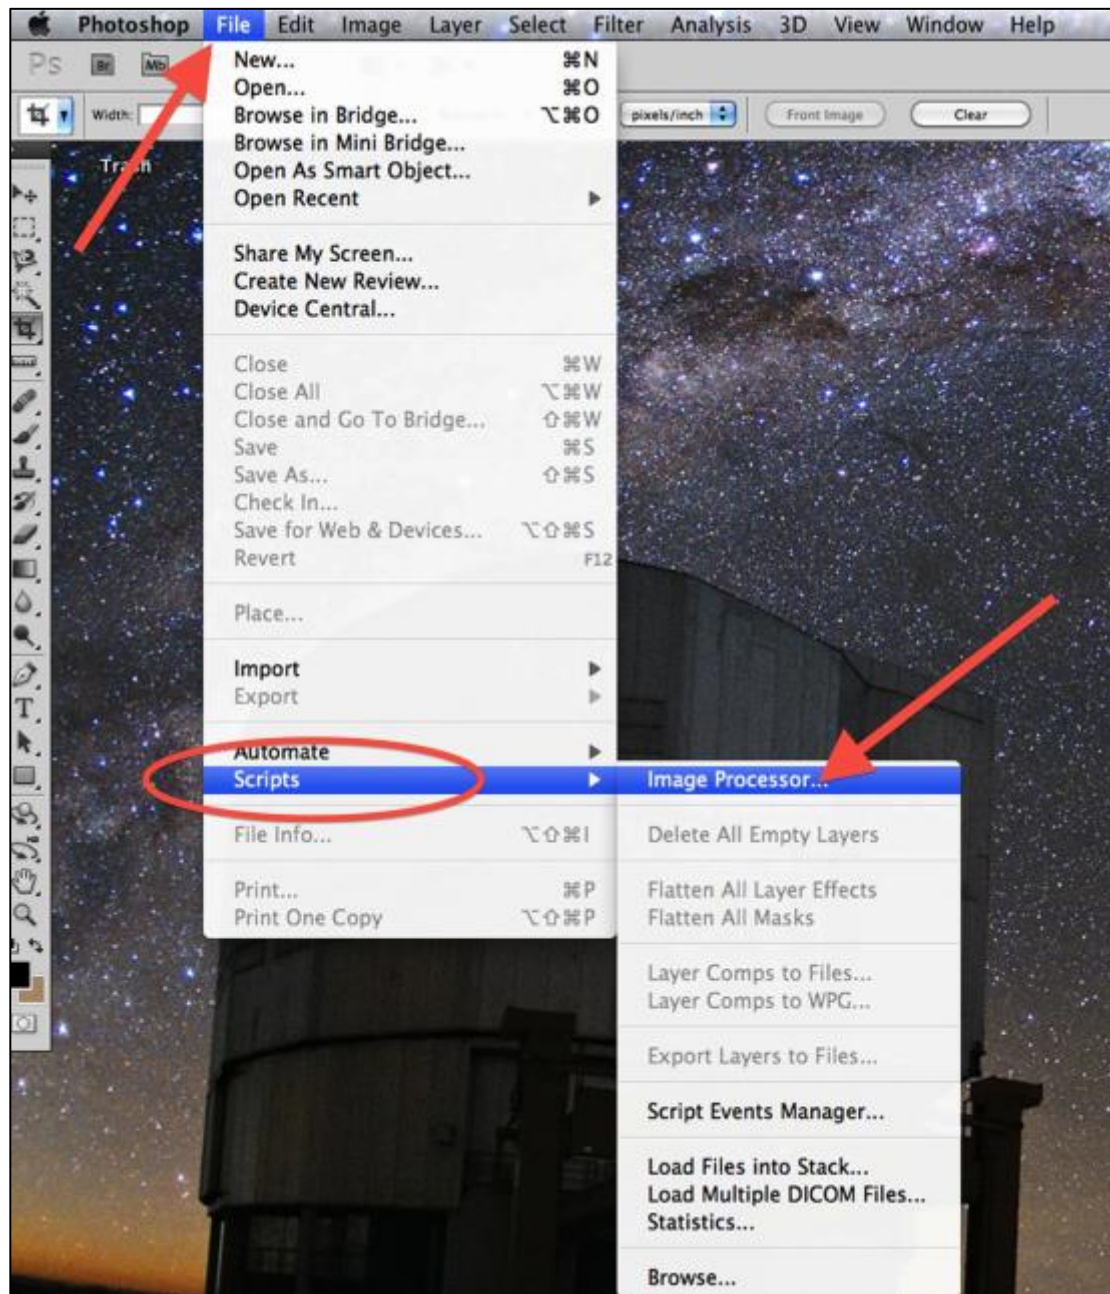 Photoshop File Edit Image Layer Select Filter Analysis 3D View Window Help
Ps Br Mb
Width: pixels/inch Front Image Clear
Trash
New... ⌘N
Open... ⌘O
Browse in Bridge... ⌥⌘O
Browse in Mini Bridge...
Open As Smart Object...
Open Recent
Share My Screen...
Create New Review...
Device Central...
Close ⌘W
Close All ⌥⌘W
Close and Go To Bridge... ⇧⌘W
Save ⌘S
Save As... ⇧⌘S
Check In...
Save for Web & Devices... ⌥⇧⌘S
Revert F12
Place...
Import
Export
Automate
Scripts
File Info... ⌥⇧⌘I
Print... ⌘P
Print One Copy ⌥⇧⌘P
Image Processor...
Delete All Empty Layers
Flatten All Layer Effects
Flatten All Masks
Layer Comps to Files...
Layer Comps to WPG...
Export Layers to Files...
Script Events Manager...
Load Files into Stack...
Load Multiple DICOM Files...
Statistics...
Browse...